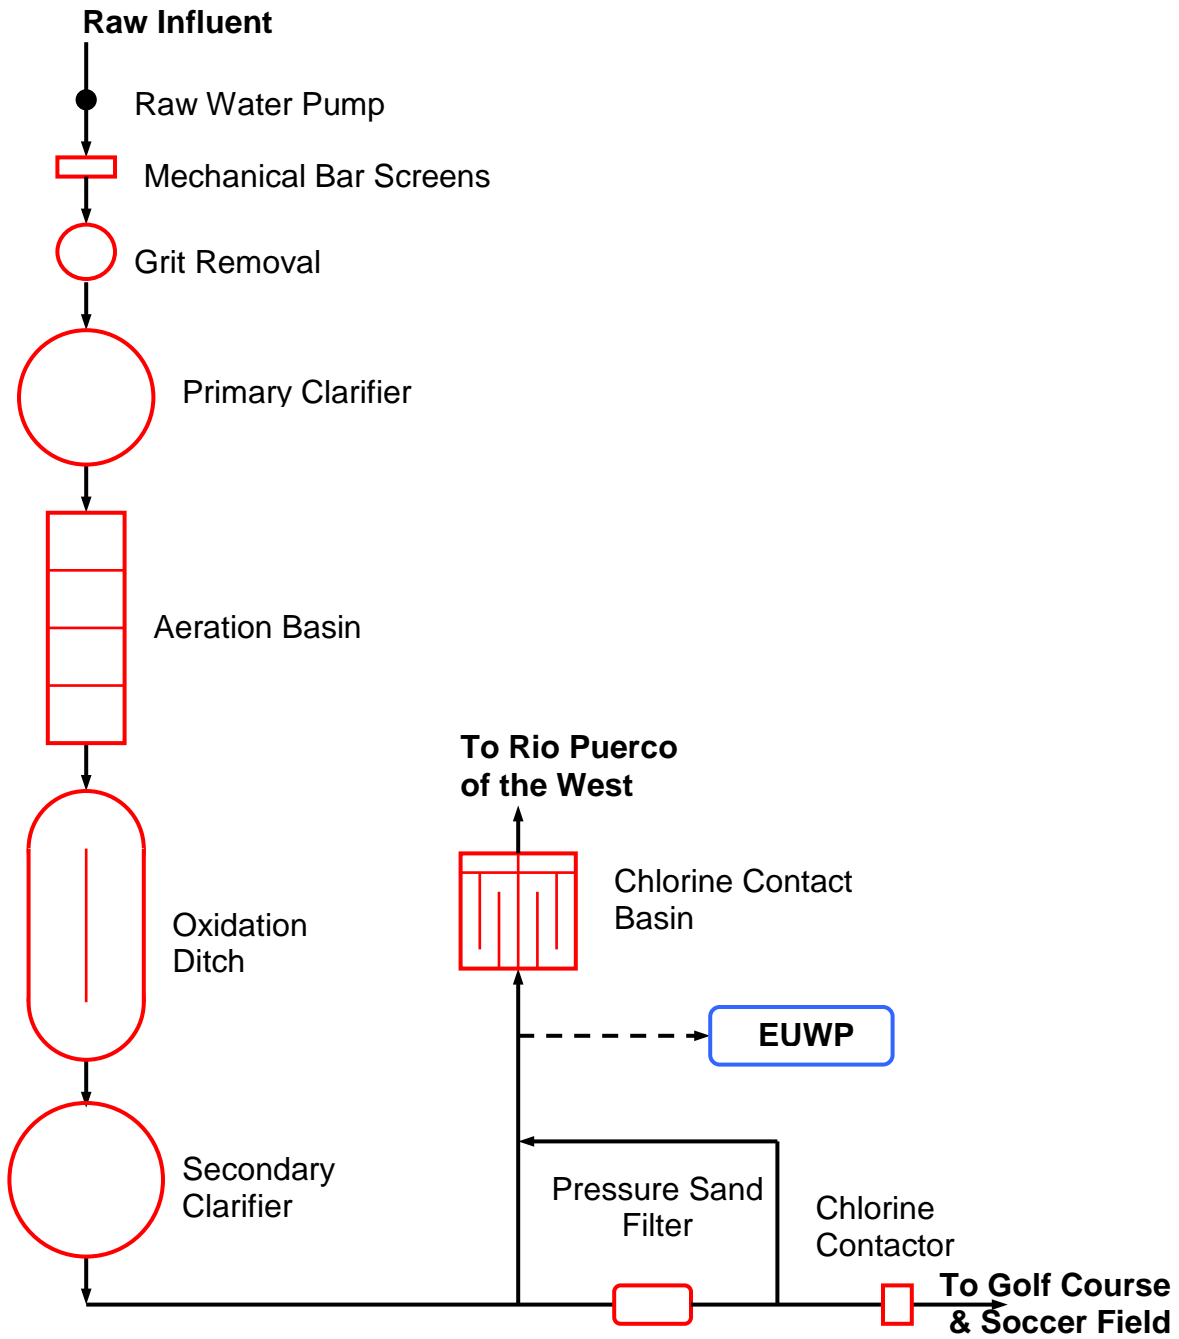 Raw Influent
Raw Water Pump
Mechanical Bar Screens
Grit Removal
Primary Clarifier
Aeration Basin
To Rio Puerco
of the West
Chlorine Contact
Basin
Oxidation
Ditch
EUWP
Secondary
Clarifier
Pressure Sand
Filter
Chlorine
Contactor
To Golf Course
& Soccer Field